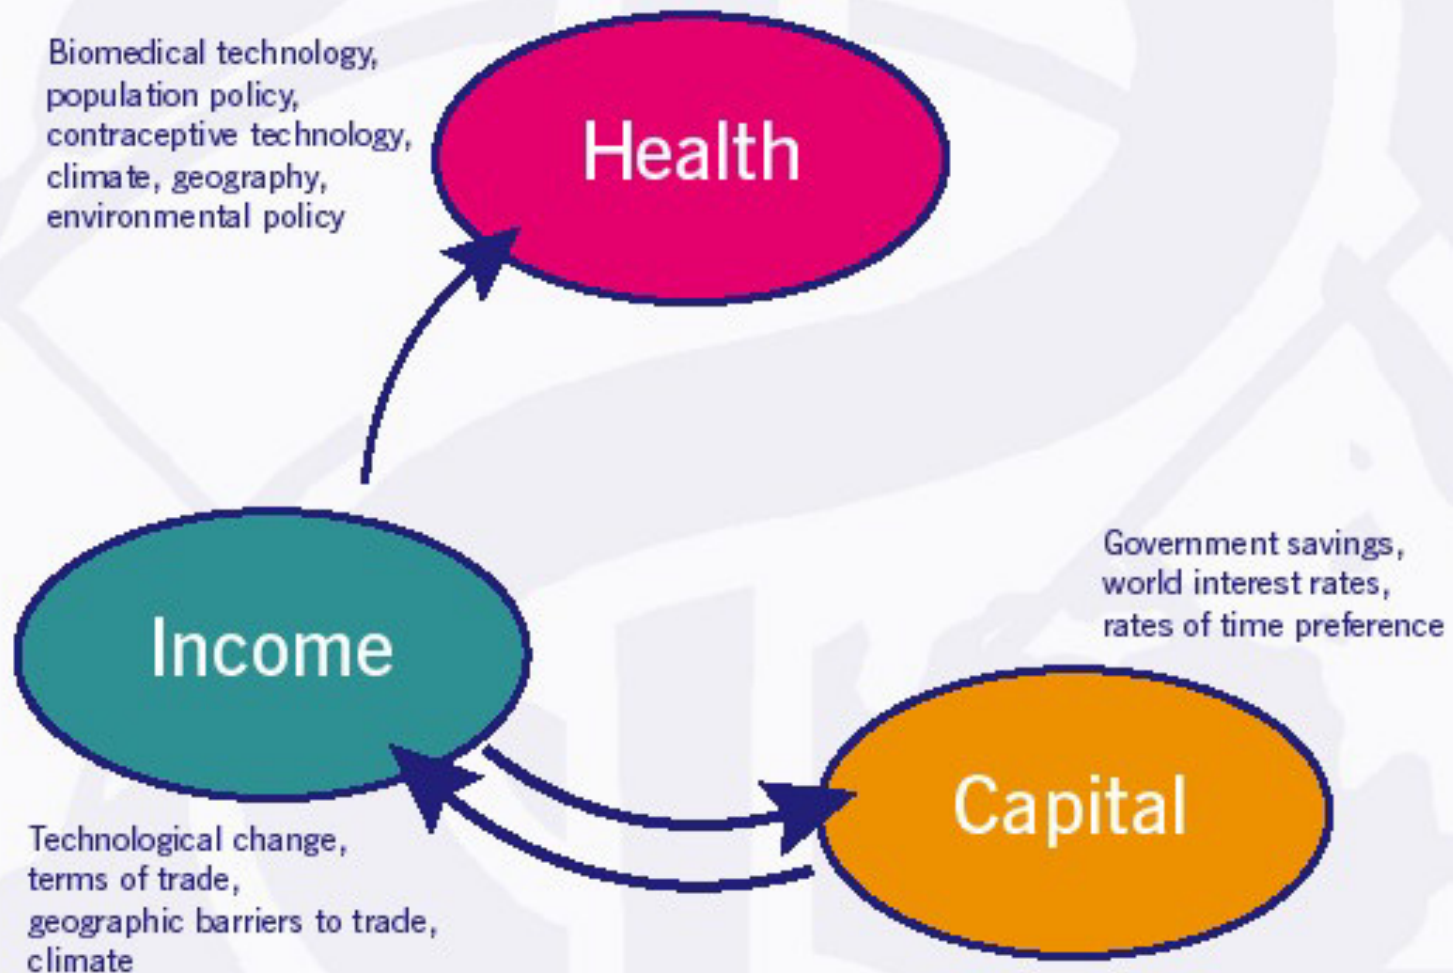 Biomedical technology,
population policy,
contraceptive technology,
climate, geography,
environmental policy
Health
Income
Government savings,
world interest rates,
rates of time preference
Capital
Technological change,
terms of trade,
geographic barriers to trade,
climate